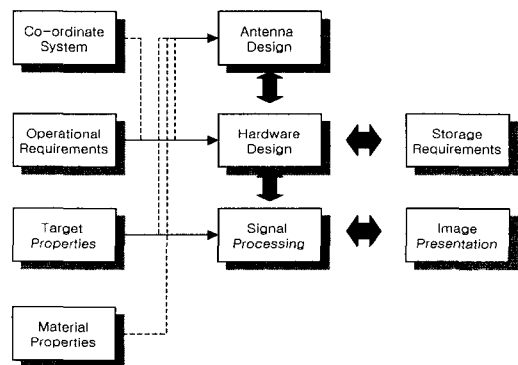 Co-ordinate
System
Antenna
Design
Operational
Requirements
Hardware
Design
Storage
Requirements
Target
Properties
Signal
Processing
Image
Presentation
Material
Properties